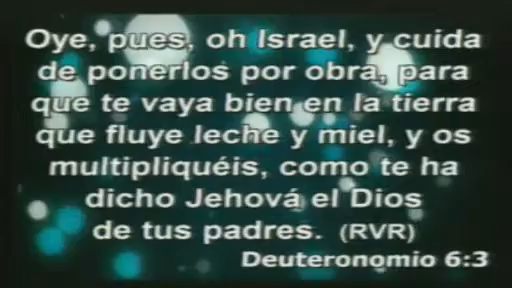 Oye, pues, oh Israel, y cuida
de ponerlos por obra, para
que te vaya bien en la tierra
que fluye leche y miel, y os
multipliquéis, como te ha
dicho Jehová el Dios
de tus padres. (RVR)
Deuteronomio 6:3